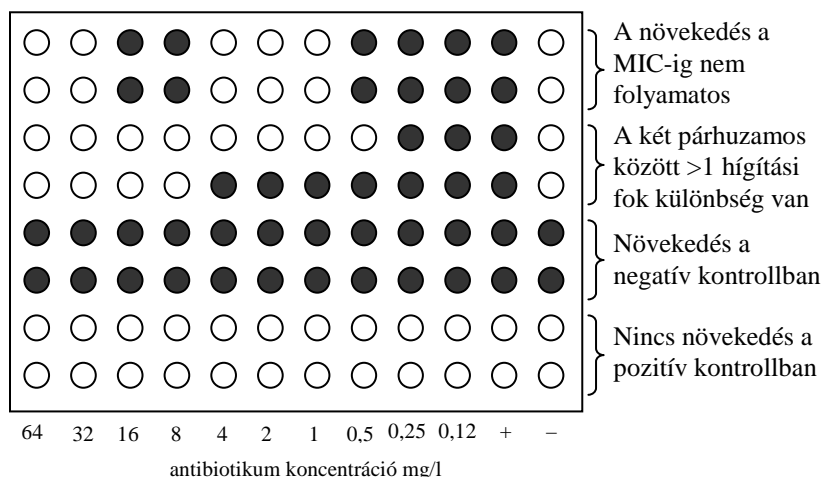 A növekedés a
MIC-ig nem
folyamatos
A két párhuzamos
között >1 hígítási
fok különbség van
Növekedés a
negatív kontrollban
Nincs növekedés a
pozitív kontrollban
64 32 16 8 4 2 1 0,5 0,25 0,12 + −
antibiotikum koncentráció mg/l